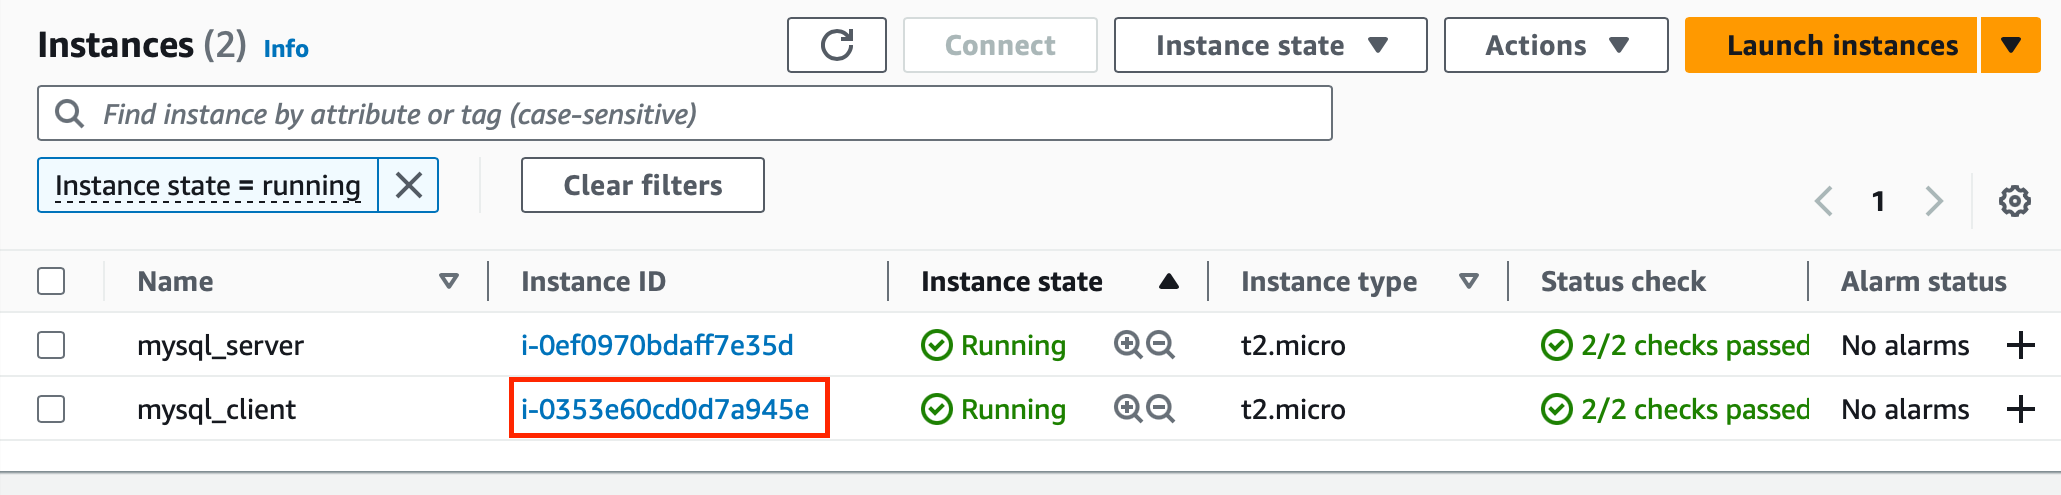 Instances (2) Info Connect Instance state Actions Launch instances
Find instance by attribute or tag (case-sensitive)
Instance state = running Clear filters
1
Name Instance ID Instance state Instance type Status check Alarm status
mysql_server i-0ef0970bdaff7e35d Running t2.micro 2/2 checks passed No alarms
mysql_client i-0353e60cd0d7a945e Running t2.micro 2/2 checks passed No alarms